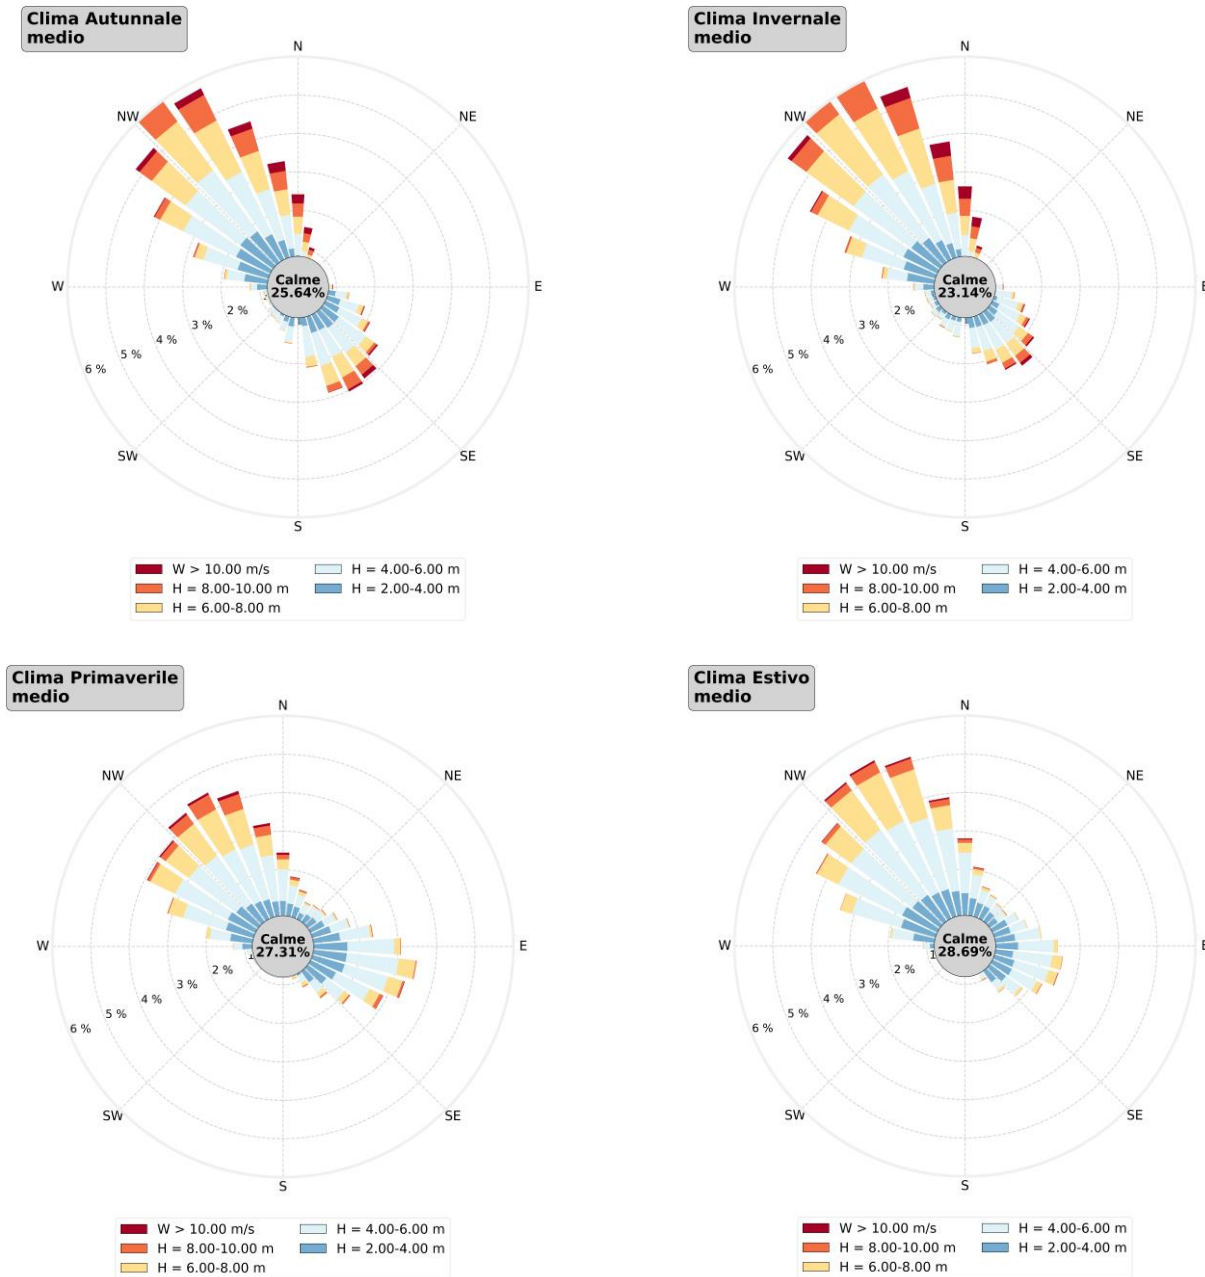 Clima Autunnale
medio
N
NE
E
SE
S
SW
W
NW
Calme
25.64%
2 %
3 %
4 %
5 %
6 %
W > 10.00 m/s
H = 8.00-10.00 m
H = 6.00-8.00 m
H = 4.00-6.00 m
H = 2.00-4.00 m
Clima Invernale
medio
N
NE
E
SE
S
SW
W
NW
Calme
23.14%
2 %
3 %
4 %
5 %
6 %
W > 10.00 m/s
H = 8.00-10.00 m
H = 6.00-8.00 m
H = 4.00-6.00 m
H = 2.00-4.00 m
Clima Primaverile
medio
N
NE
E
SE
S
SW
W
NW
Calme
27.31%
2 %
3 %
4 %
5 %
6 %
W > 10.00 m/s
H = 8.00-10.00 m
H = 6.00-8.00 m
H = 4.00-6.00 m
H = 2.00-4.00 m
Clima Estivo
medio
N
NE
E
SE
S
SW
W
NW
Calme
28.69%
2 %
3 %
4 %
5 %
6 %
W > 10.00 m/s
H = 8.00-10.00 m
H = 6.00-8.00 m
H = 4.00-6.00 m
H = 2.00-4.00 m